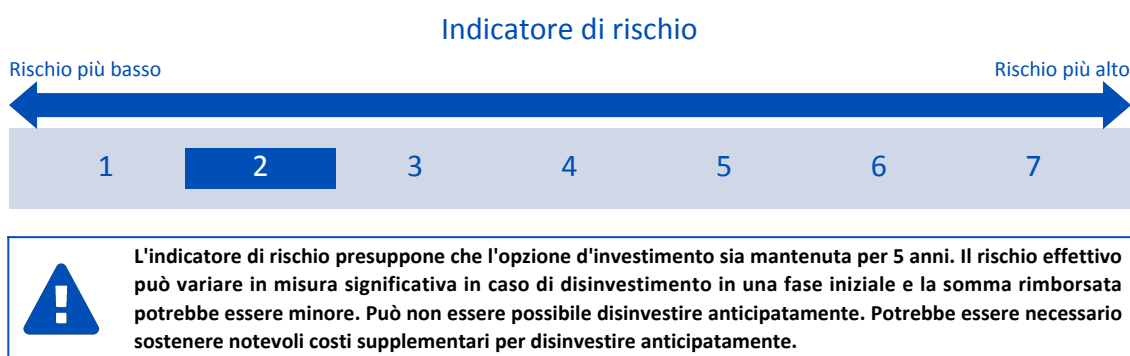 Indicatore di rischio
Rischio più basso
Rischio più alto
1 2 3 4 5 6 7
L'indicatore di rischio presuppone che l'opzione d'investimento sia mantenuta per 5 anni. Il rischio effettivo
può variare in misura significativa in caso di disinvestimento in una fase iniziale e la somma rimborsata
potrebbe essere minore. Può non essere possibile disinvestire anticipatamente. Potrebbe essere necessario
sostenere notevoli costi supplementari per disinvestire anticipatamente.